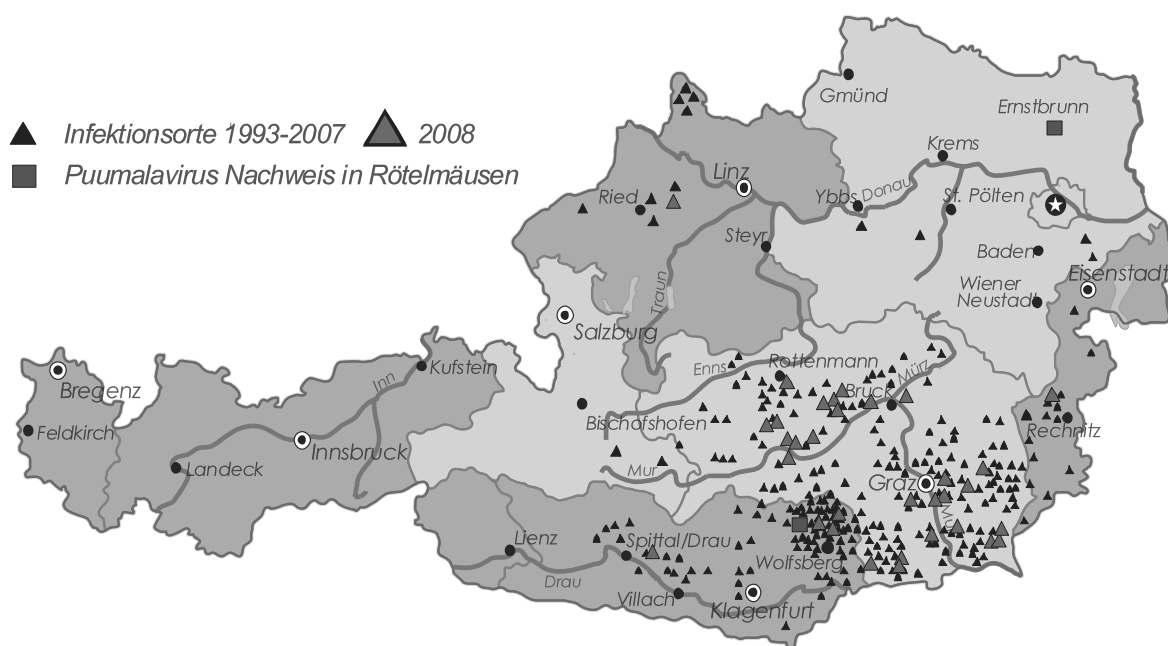 Infektionsorte 1993-2007
2008
Puumalavirus Nachweis in Rötelmäusen
Gmünd
Ernstbrunn
Krems
Linz
Ried
Ybbs
Donau
St. Pölten
Steyr
Baden
Eisenstadt
Wiener
Neustadt
Traun
Salzburg
Enns
Rottenmann
Mürz
Bruck
Kufstein
Inn
Bregenz
Bischofshofen
Feldkirch
Innsbruck
Rechnitz
Landeck
Mur
Graz
Mur
Lienz
Spittal/Drau
Wolfsberg
Drau
Villach
Klagenfurt